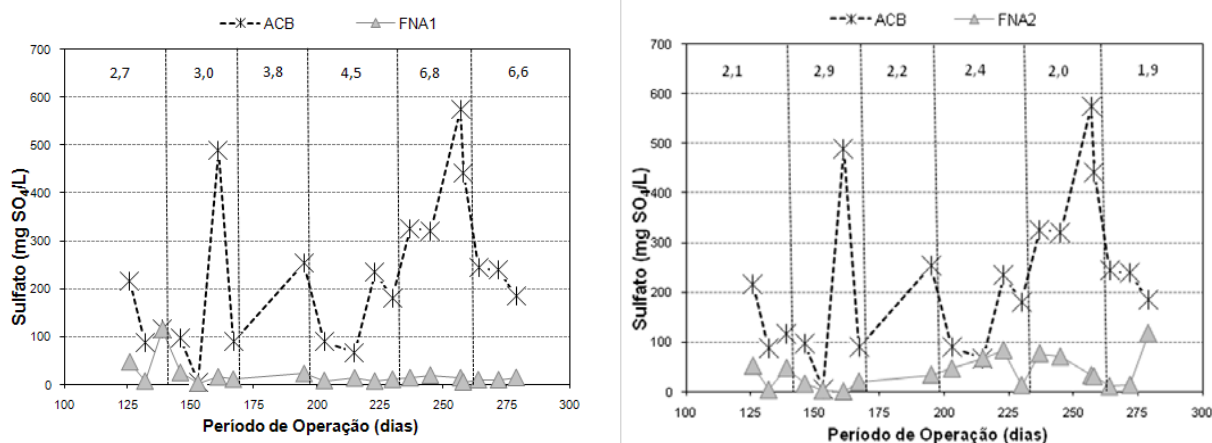 ACB FNA1
700
600
500
400
300
200
100
0
2,7 3,0 3,8 4,5 6,8 6,6
Sulfato (mg SO4/L)
100 125 150 175 200 225 250 275 300
Período de Operação (dias)
ACB FNA2
700
600
500
400
300
200
100
0
2,1 2,9 2,2 2,4 2,0 1,9
Sulfato (mg SO4/L)
100 125 150 175 200 225 250 275 300
Período de Operação (dias)